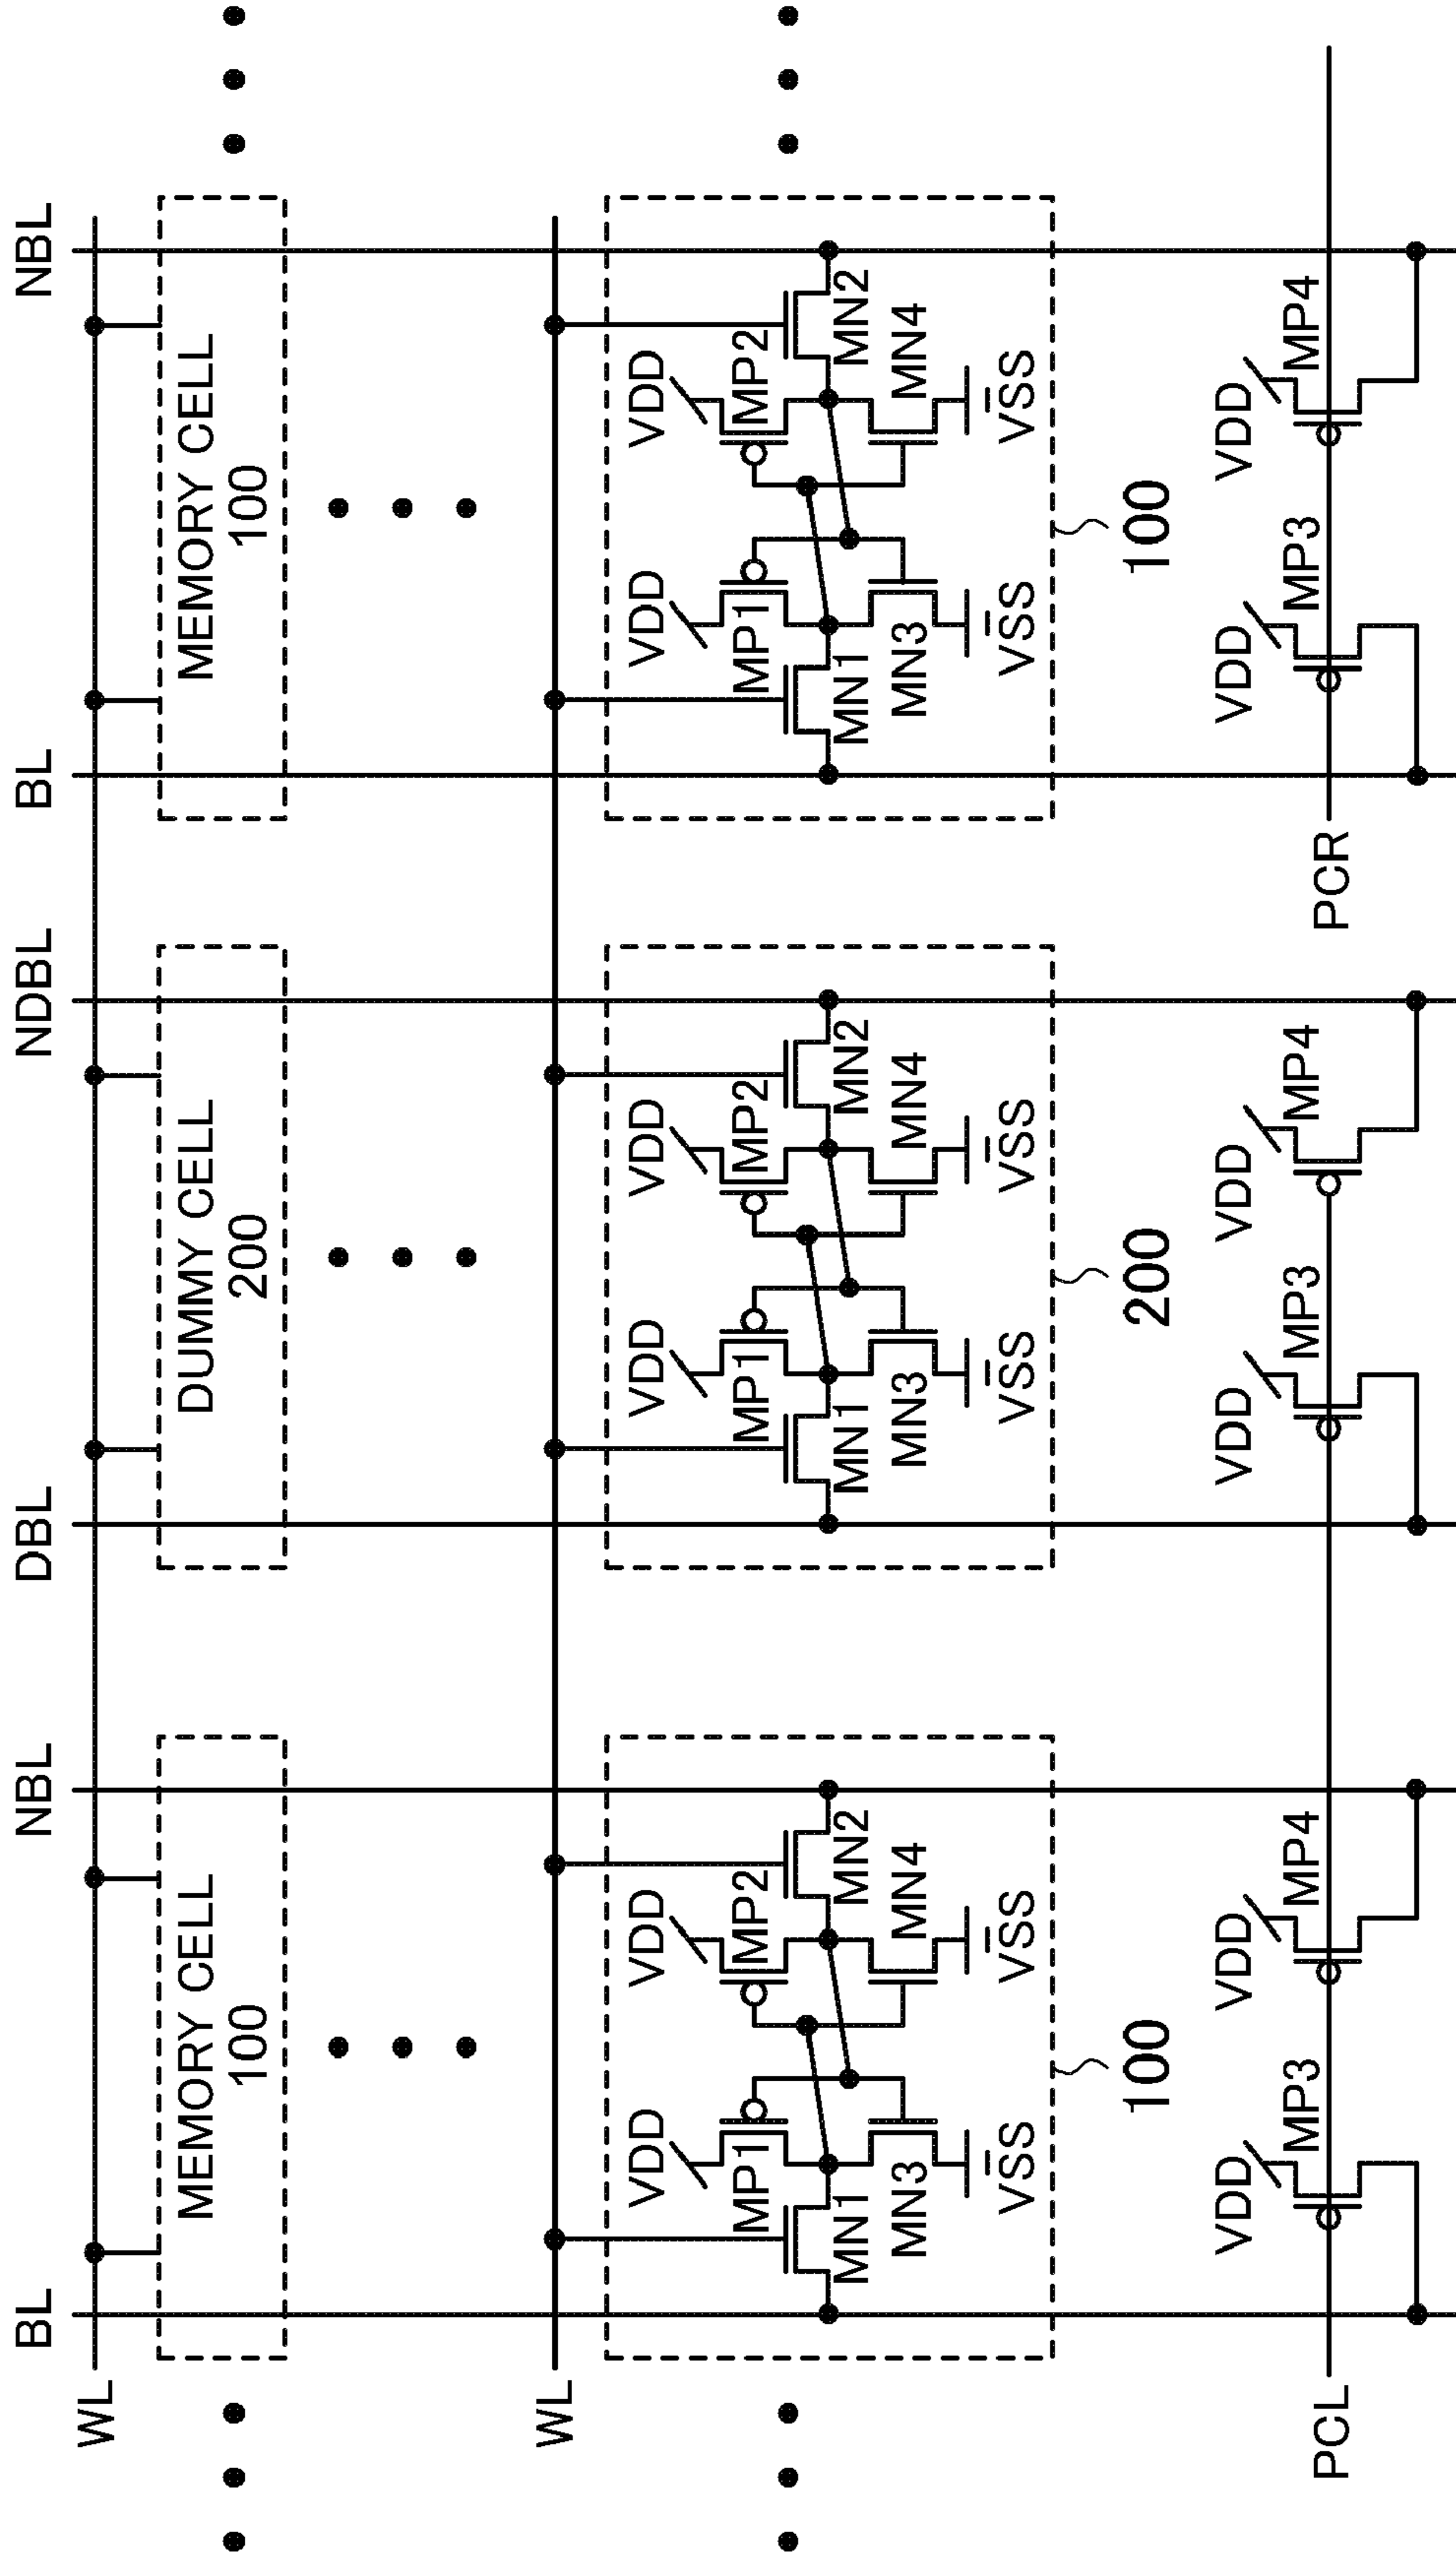 BL
NBL
DBL
NDBL
BL
NBL
WL
MEMORY CELL
100
DUMMY CELL
200
MEMORY CELL
100
WL
VDD
VDD
VDD
VDD
VDD
VDD
MP1
MP2
MP1
MP2
MP1
MP2
MN1
MN2
MN1
MN2
MN1
MN2
MN3
MN4
MN3
MN4
MN3
MN4
VSS
VSS
VSS
VSS
VSS
VSS
100
200
100
VDD
VDD
VDD
VDD
VDD
VDD
MP3
MP4
MP3
MP4
MP3
MP4
PCL
PCR